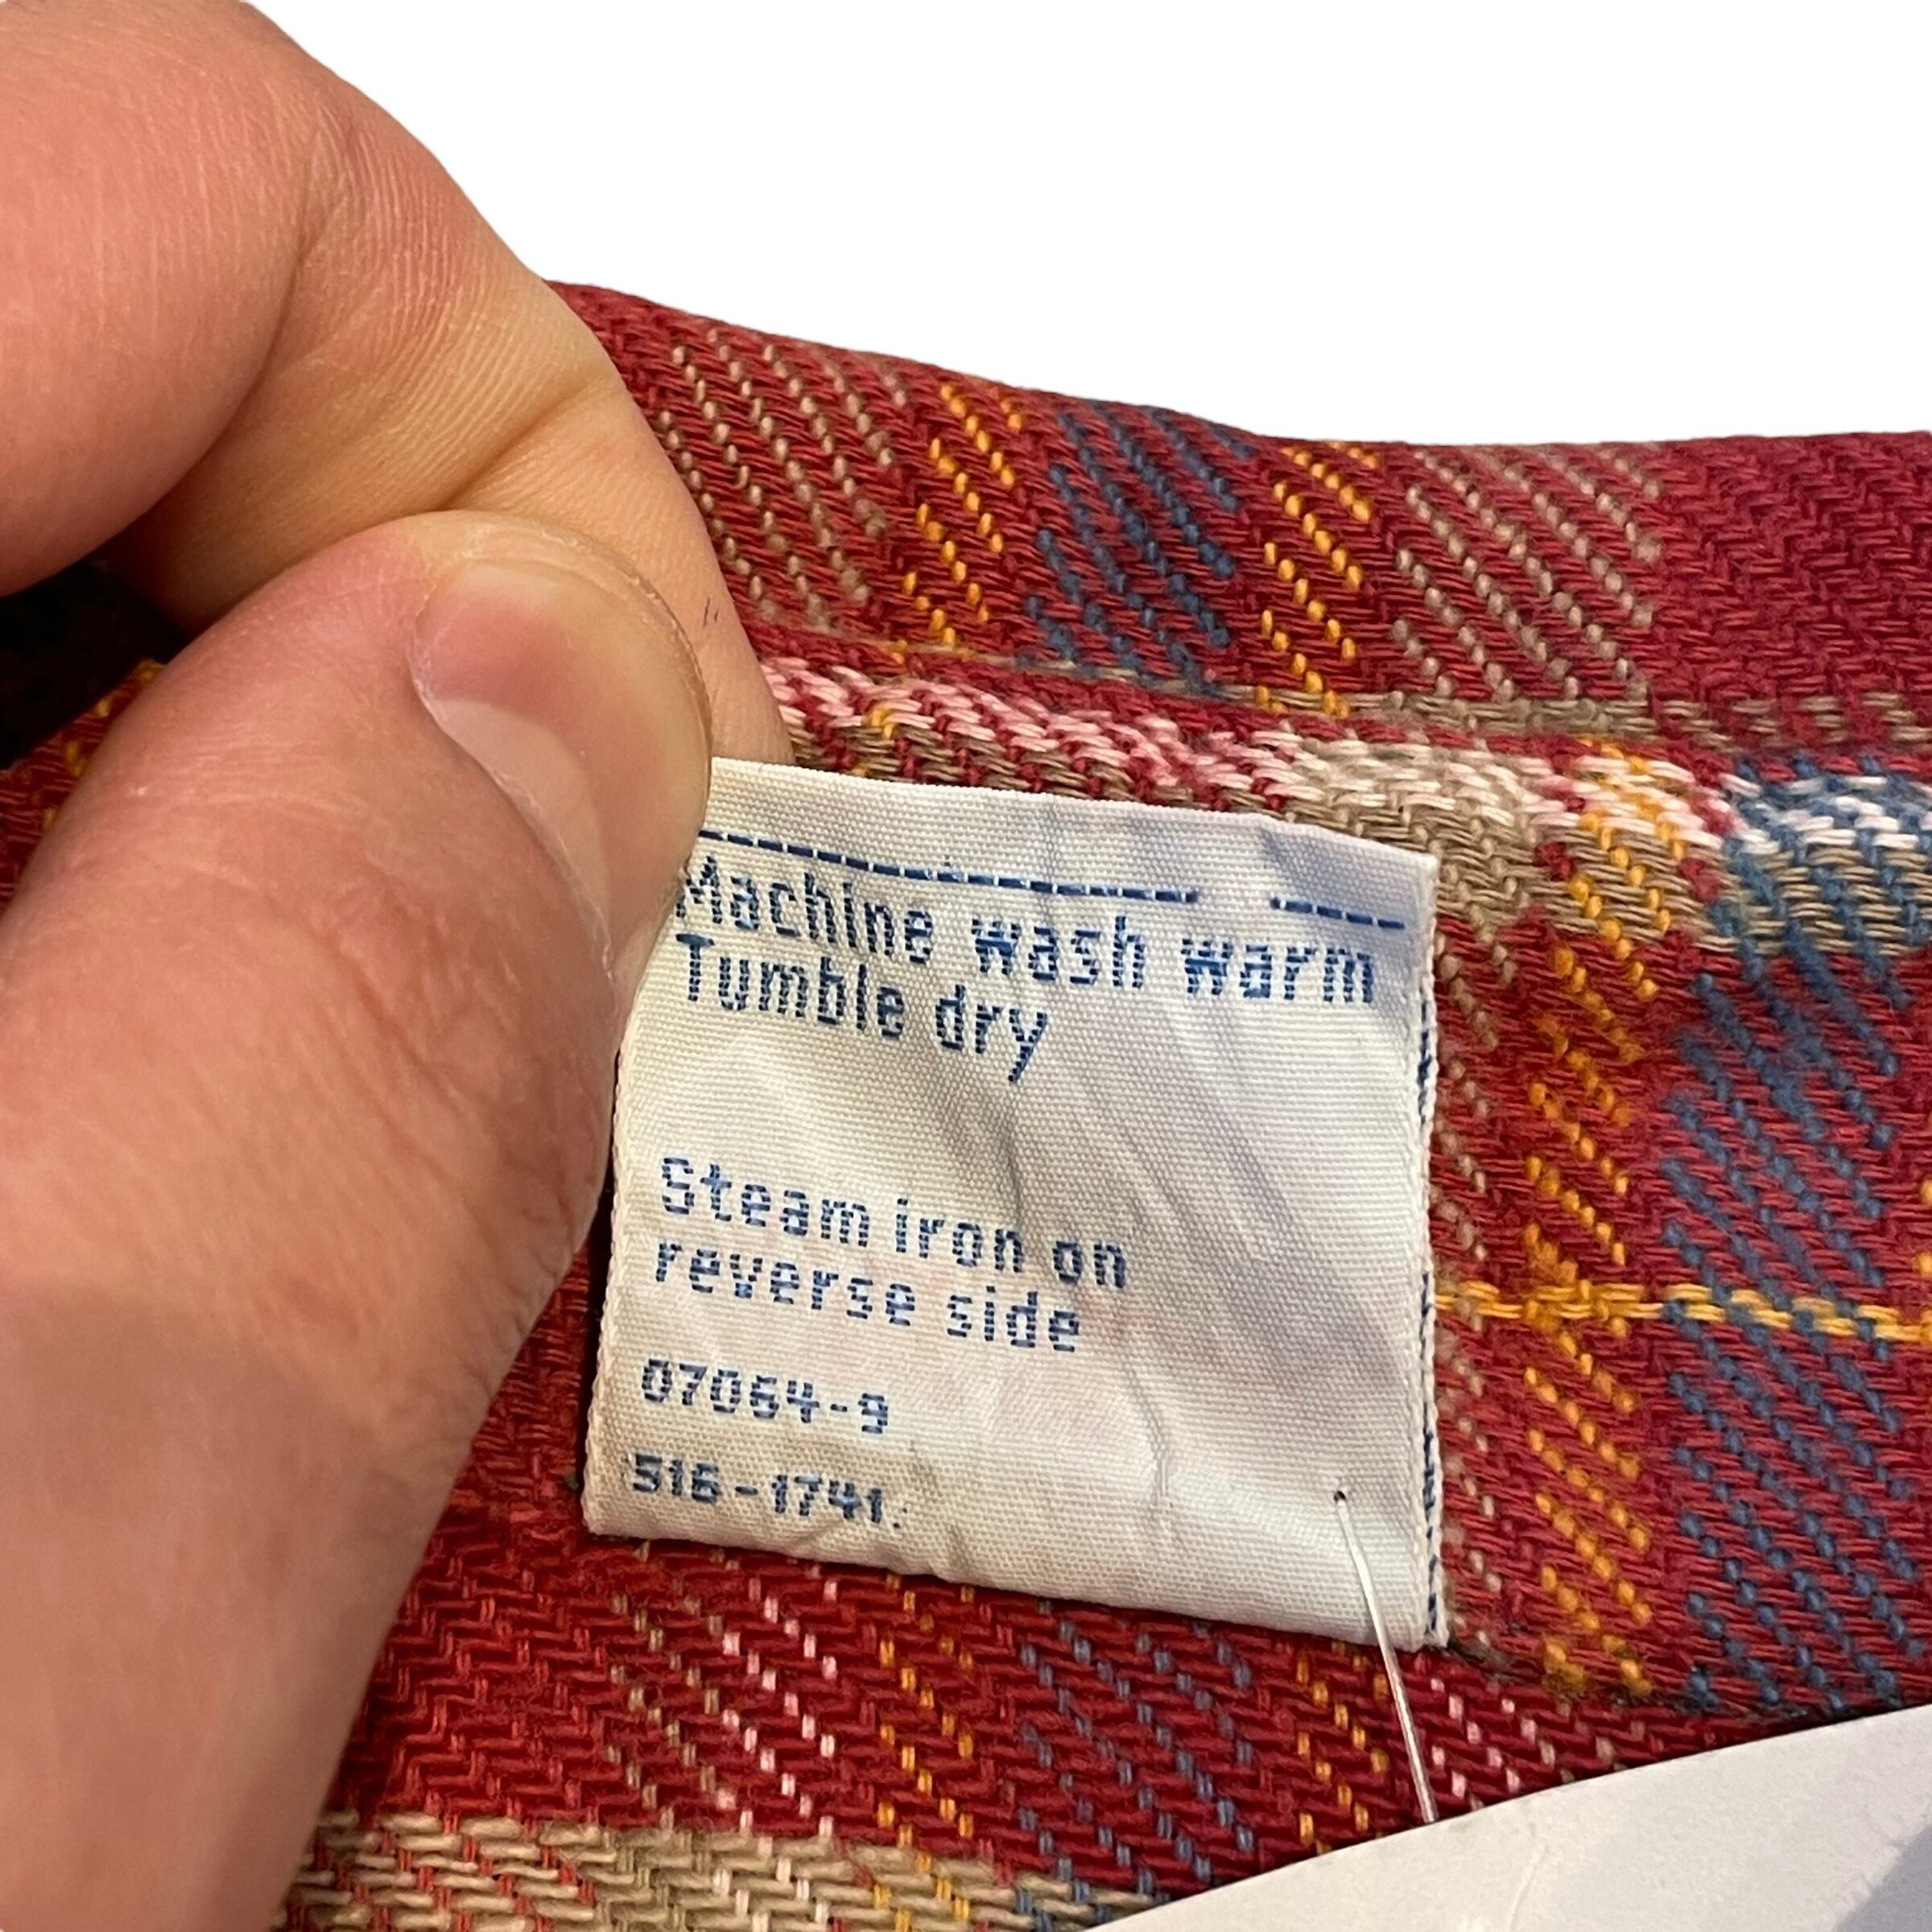 Machine wash warm
Tumble dry
Steam iron on
reverse side
07064-9
516-1741.